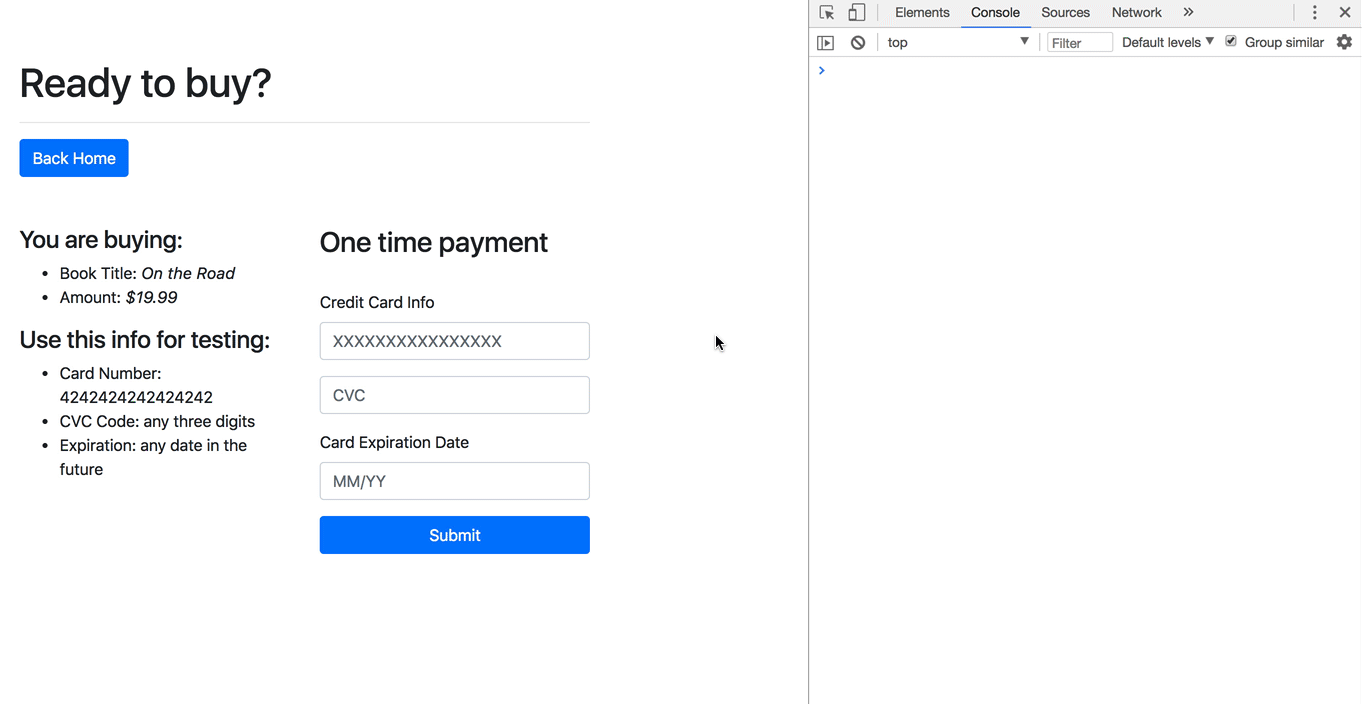 Ready to buy?
Back Home
You are buying:
Book Title: On the Road
Amount: $19.99
Use this info for testing:
Card Number:
4242424242424242
CVC Code: any three digits
Expiration: any date in the
future
One time payment
Credit Card Info
XXXXXXXXXXXXXXXX
CVC
Card Expiration Date
MM/YY
Submit
Elements Console Sources Network
top Filter Default levels Group similar